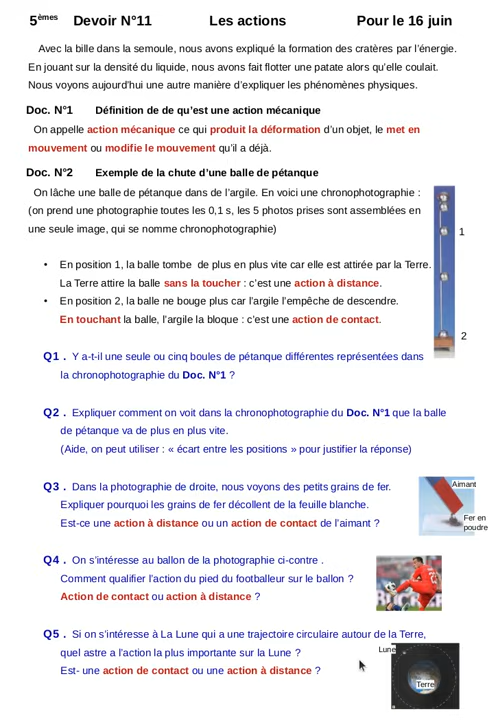 5èmes Devoir N°11 Les actions Pour le 16 juin
Avec la bille dans la semoule, nous avons expliqué la formation des cratères par l'énergie.
En jouant sur la densité du liquide, nous avons fait flotter une patate alors qu'elle coulait.
Nous voyons aujourd'hui une autre manière d'expliquer les phénomènes physiques.
Doc. N°1 Définition de de qu'est une action mécanique
On appelle action mécanique ce qui produit la déformation d'un objet, le met en
mouvement ou modifie le mouvement qu'il a déjà.
Doc. N°2 Exemple de la chute d'une balle de pétanque
On lâche une balle de pétanque dans de l'argile. En voici une chronophotographie :
(on prend une photographie toutes les 0,1 s, les 5 photos prises sont assemblées en
une seule image, qui se nomme chronophotographie)
1
• En position 1, la balle tombe de plus en plus vite car elle est attirée par la Terre.
La Terre attire la balle sans la toucher : c'est une action à distance.
• En position 2, la balle ne bouge plus car l'argile l'empêche de descendre.
En touchant la balle, l'argile la bloque : c'est une action de contact.
2
Q1 . Y a-t-il une seule ou cinq boules de pétanque différentes représentées dans
la chronophotographie du Doc. N°1 ?
Q2 . Expliquer comment on voit dans la chronophotographie du Doc. N°1 que la balle
de pétanque va de plus en plus vite.
(Aide, on peut utiliser : « écart entre les positions » pour justifier la réponse)
Q3 . Dans la photographie de droite, nous voyons des petits grains de fer.
Expliquer pourquoi les grains de fer décollent de la feuille blanche.
Est-ce une action à distance ou un action de contact de l'aimant ?
Aimant
Fer en
poudre
Q4 . On s'intéresse au ballon de la photographie ci-contre .
Comment qualifier l'action du pied du footballeur sur le ballon ?
Action de contact ou action à distance ?
Q5 . Si on s'intéresse à La Lune qui a une trajectoire circulaire autour de la Terre,
quel astre a l'action la plus importante sur la Lune ?
Est- une action de contact ou une action à distance ?
Lune
Terre